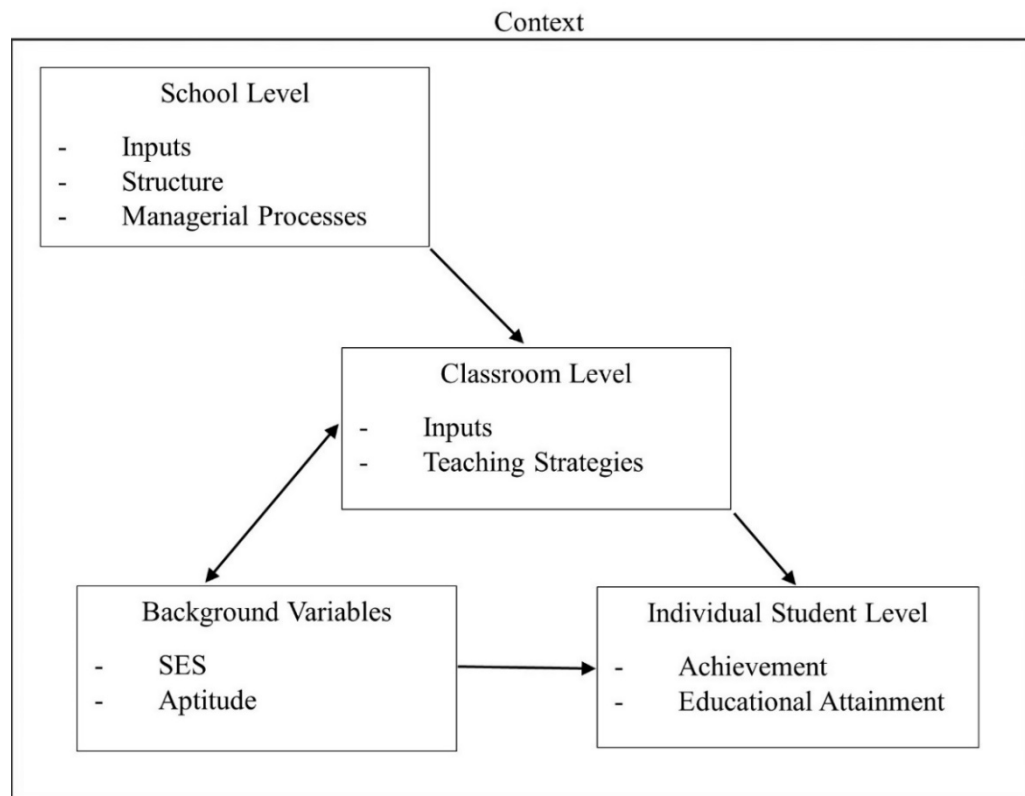 Context
School Level
- Inputs
- Structure
- Managerial Processes
Classroom Level
- Inputs
- Teaching Strategies
Background Variables
- SES
- Aptitude
Individual Student Level
- Achievement
- Educational Attainment